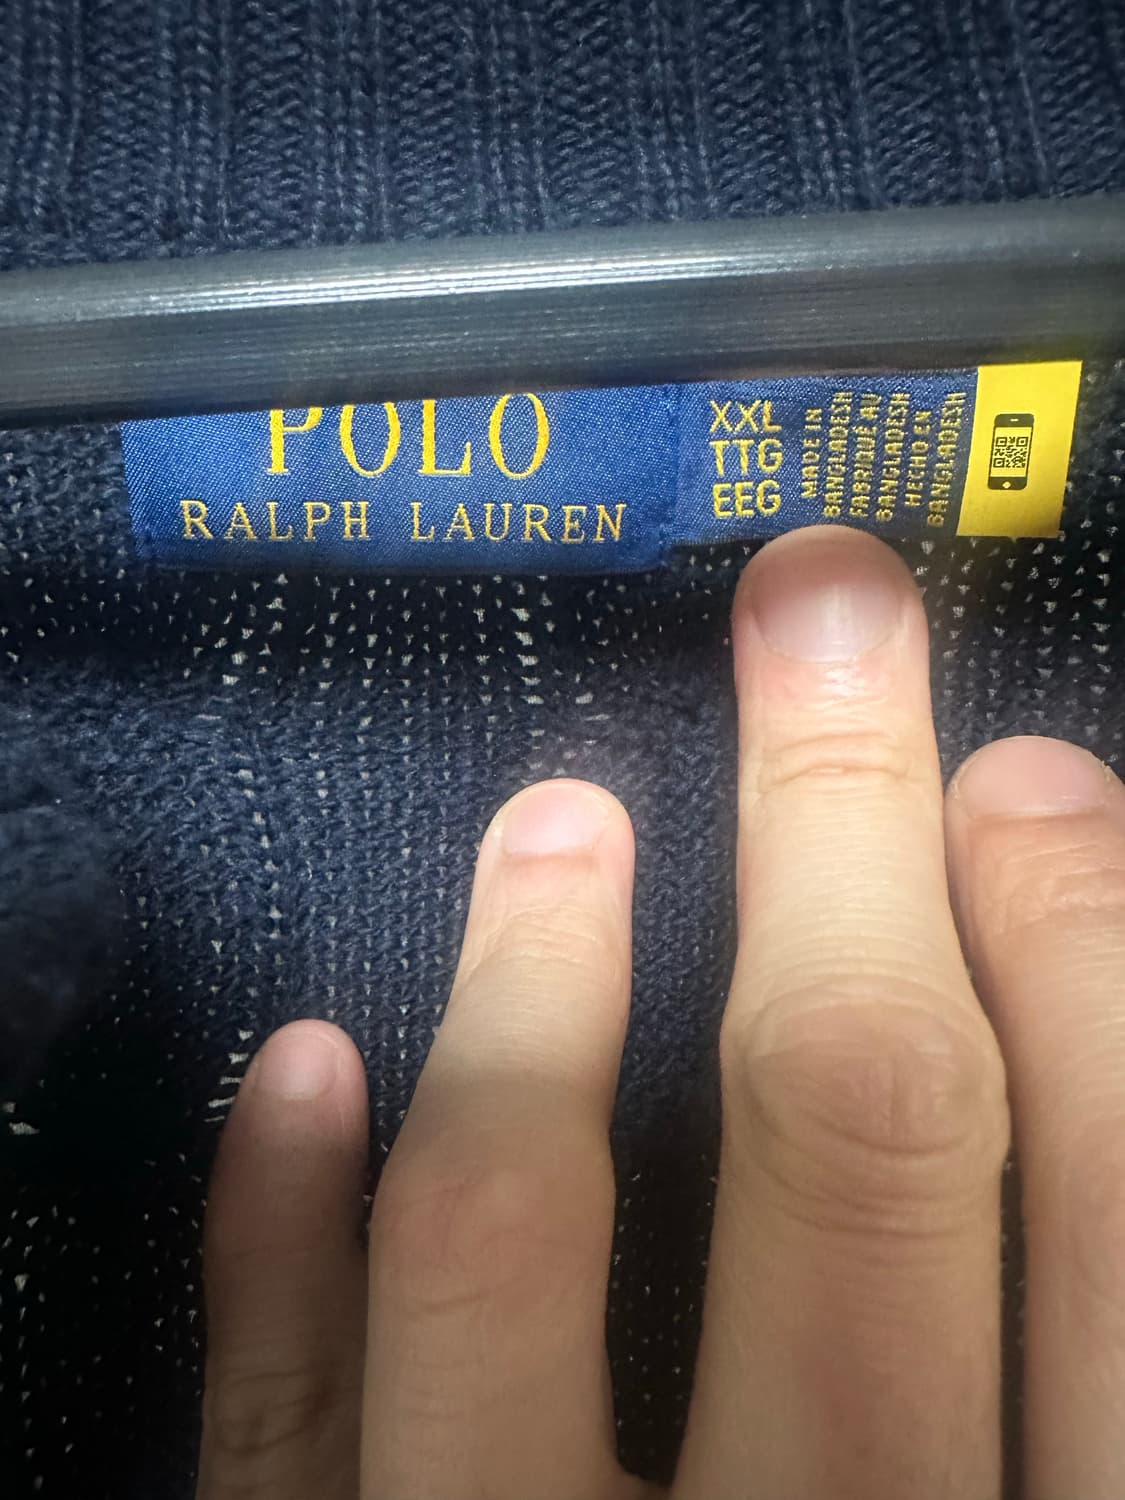 POLO
RALPH LAUREN
XXL
TTG
EEG
MADE IN
BANGLADESH
FABRIQUÉ AU
BANGLADESH
HECHO EN
BANGLADESH